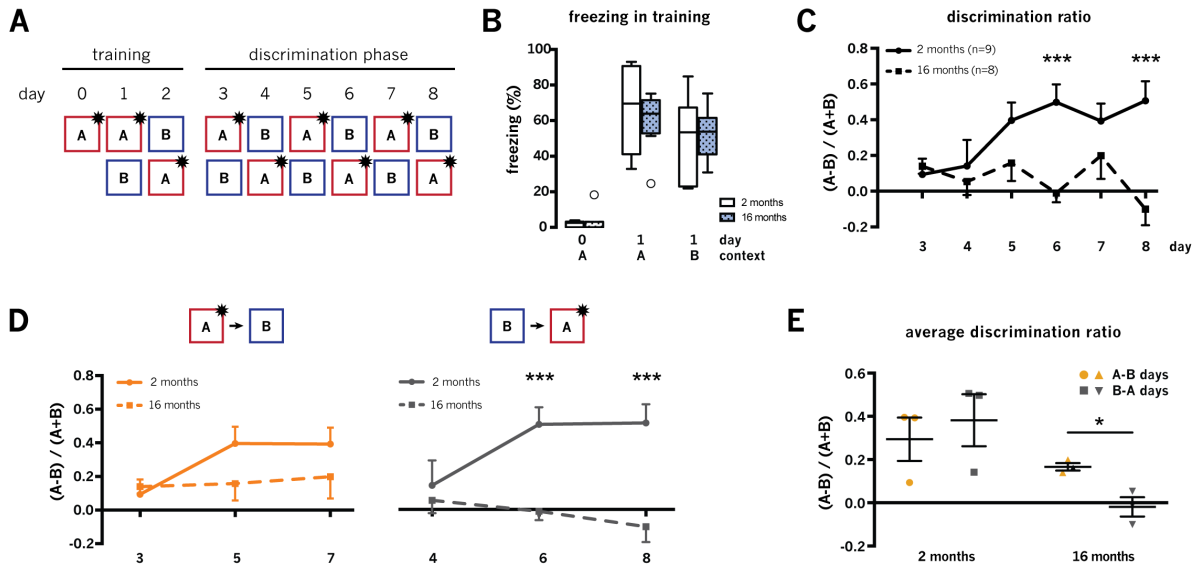 A
training
discrimination phase
day 0 1 2 3 4 5 6 7 8
A A B A B A B A B
B A B A B A B A
B
freezing in training
freezing (%)
100
80
60
40
20
0
2 months
16 months
0 1 1 day
A A B context
C
discrimination ratio
(A-B) / (A+B)
0.8
0.6
0.4
0.2
0.0
-0.2
2 months (n=9)
16 months (n=8)
*** ***
3 4 5 6 7 8 day
D
A B
(A-B) / (A+B)
0.8
0.6
0.4
0.2
0.0
-0.2
2 months
16 months
3 5 7
B A
2 months
16 months
*** ***
4 6 8
E
average discrimination ratio
(A-B) / (A+B)
0.6
0.4
0.2
0.0
-0.2
A-B days
B-A days
*
2 months 16 months